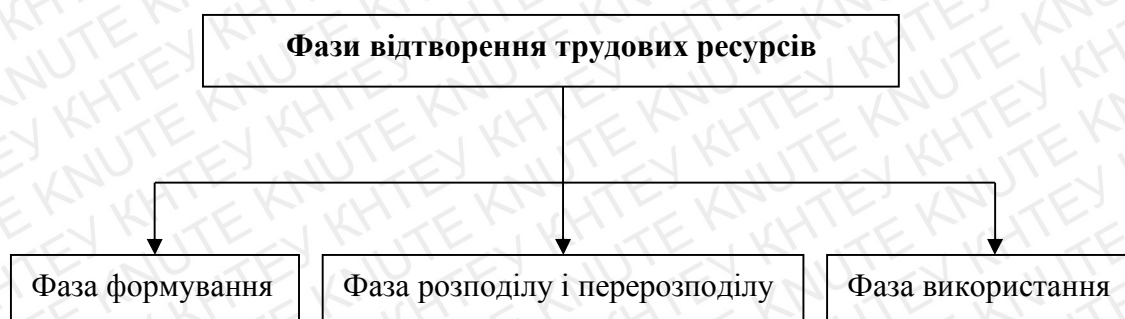 Фази відтворення трудових ресурсів
Фаза формування
Фаза розподілу і перерозподілу
Фаза використання